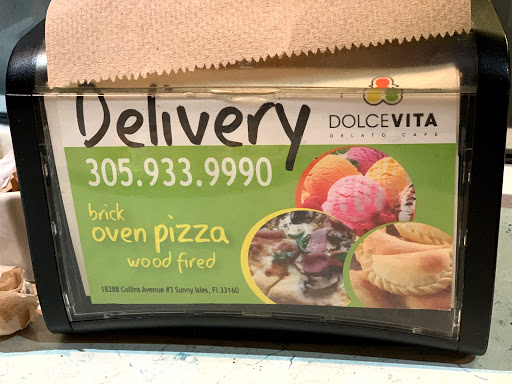 Delivery
DOLCEVITA
GELATO CAFE
305.933.9990
brick
oven pizza
wood fired
18288 Collins Avenue #3 Sunny Isles, Fl 33160